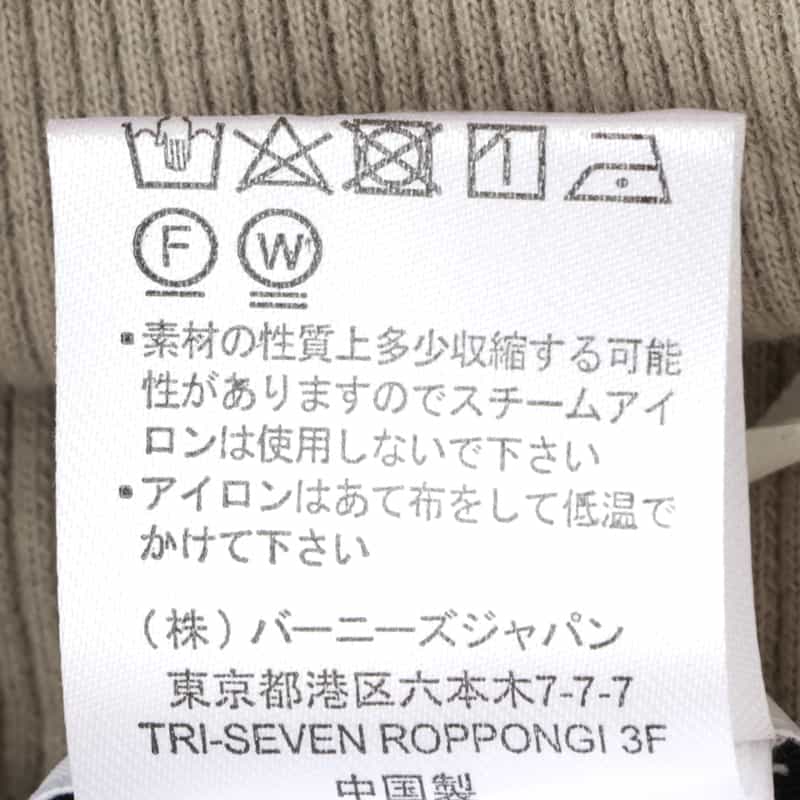 F W
・素材の性質上多少収縮する可能
性がありますのでスチームアイ
ロンは使用しないで下さい
・アイロンはあて布をして低温で
かけて下さい
（株）バーニーズジャパン
東京都港区六本木7-7-7
TRI-SEVEN ROPPONGI 3F
中国製